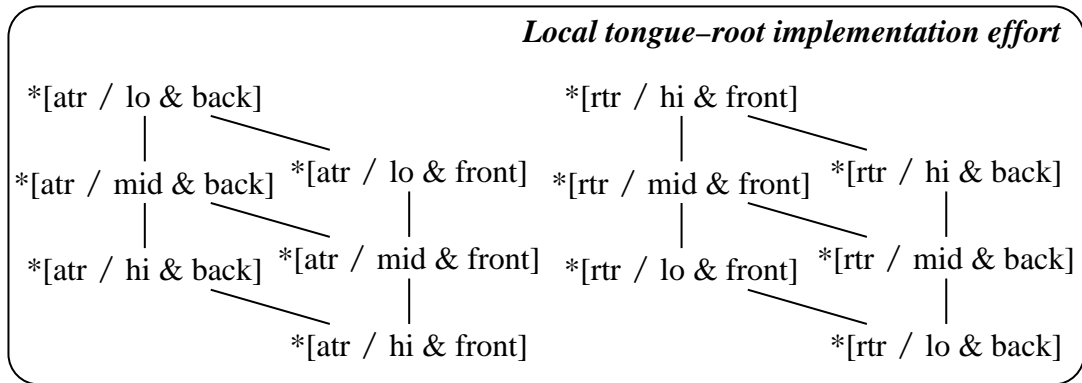 Local tongue–root implementation effort
*[atr / lo & back] *[rtr / hi & front]
*[atr / mid & back] *[atr / lo & front] *[rtr / mid & front] *[rtr / hi & back]
*[atr / hi & back] *[atr / mid & front] *[rtr / lo & front] *[rtr / mid & back]
*[atr / hi & front] *[rtr / lo & back]